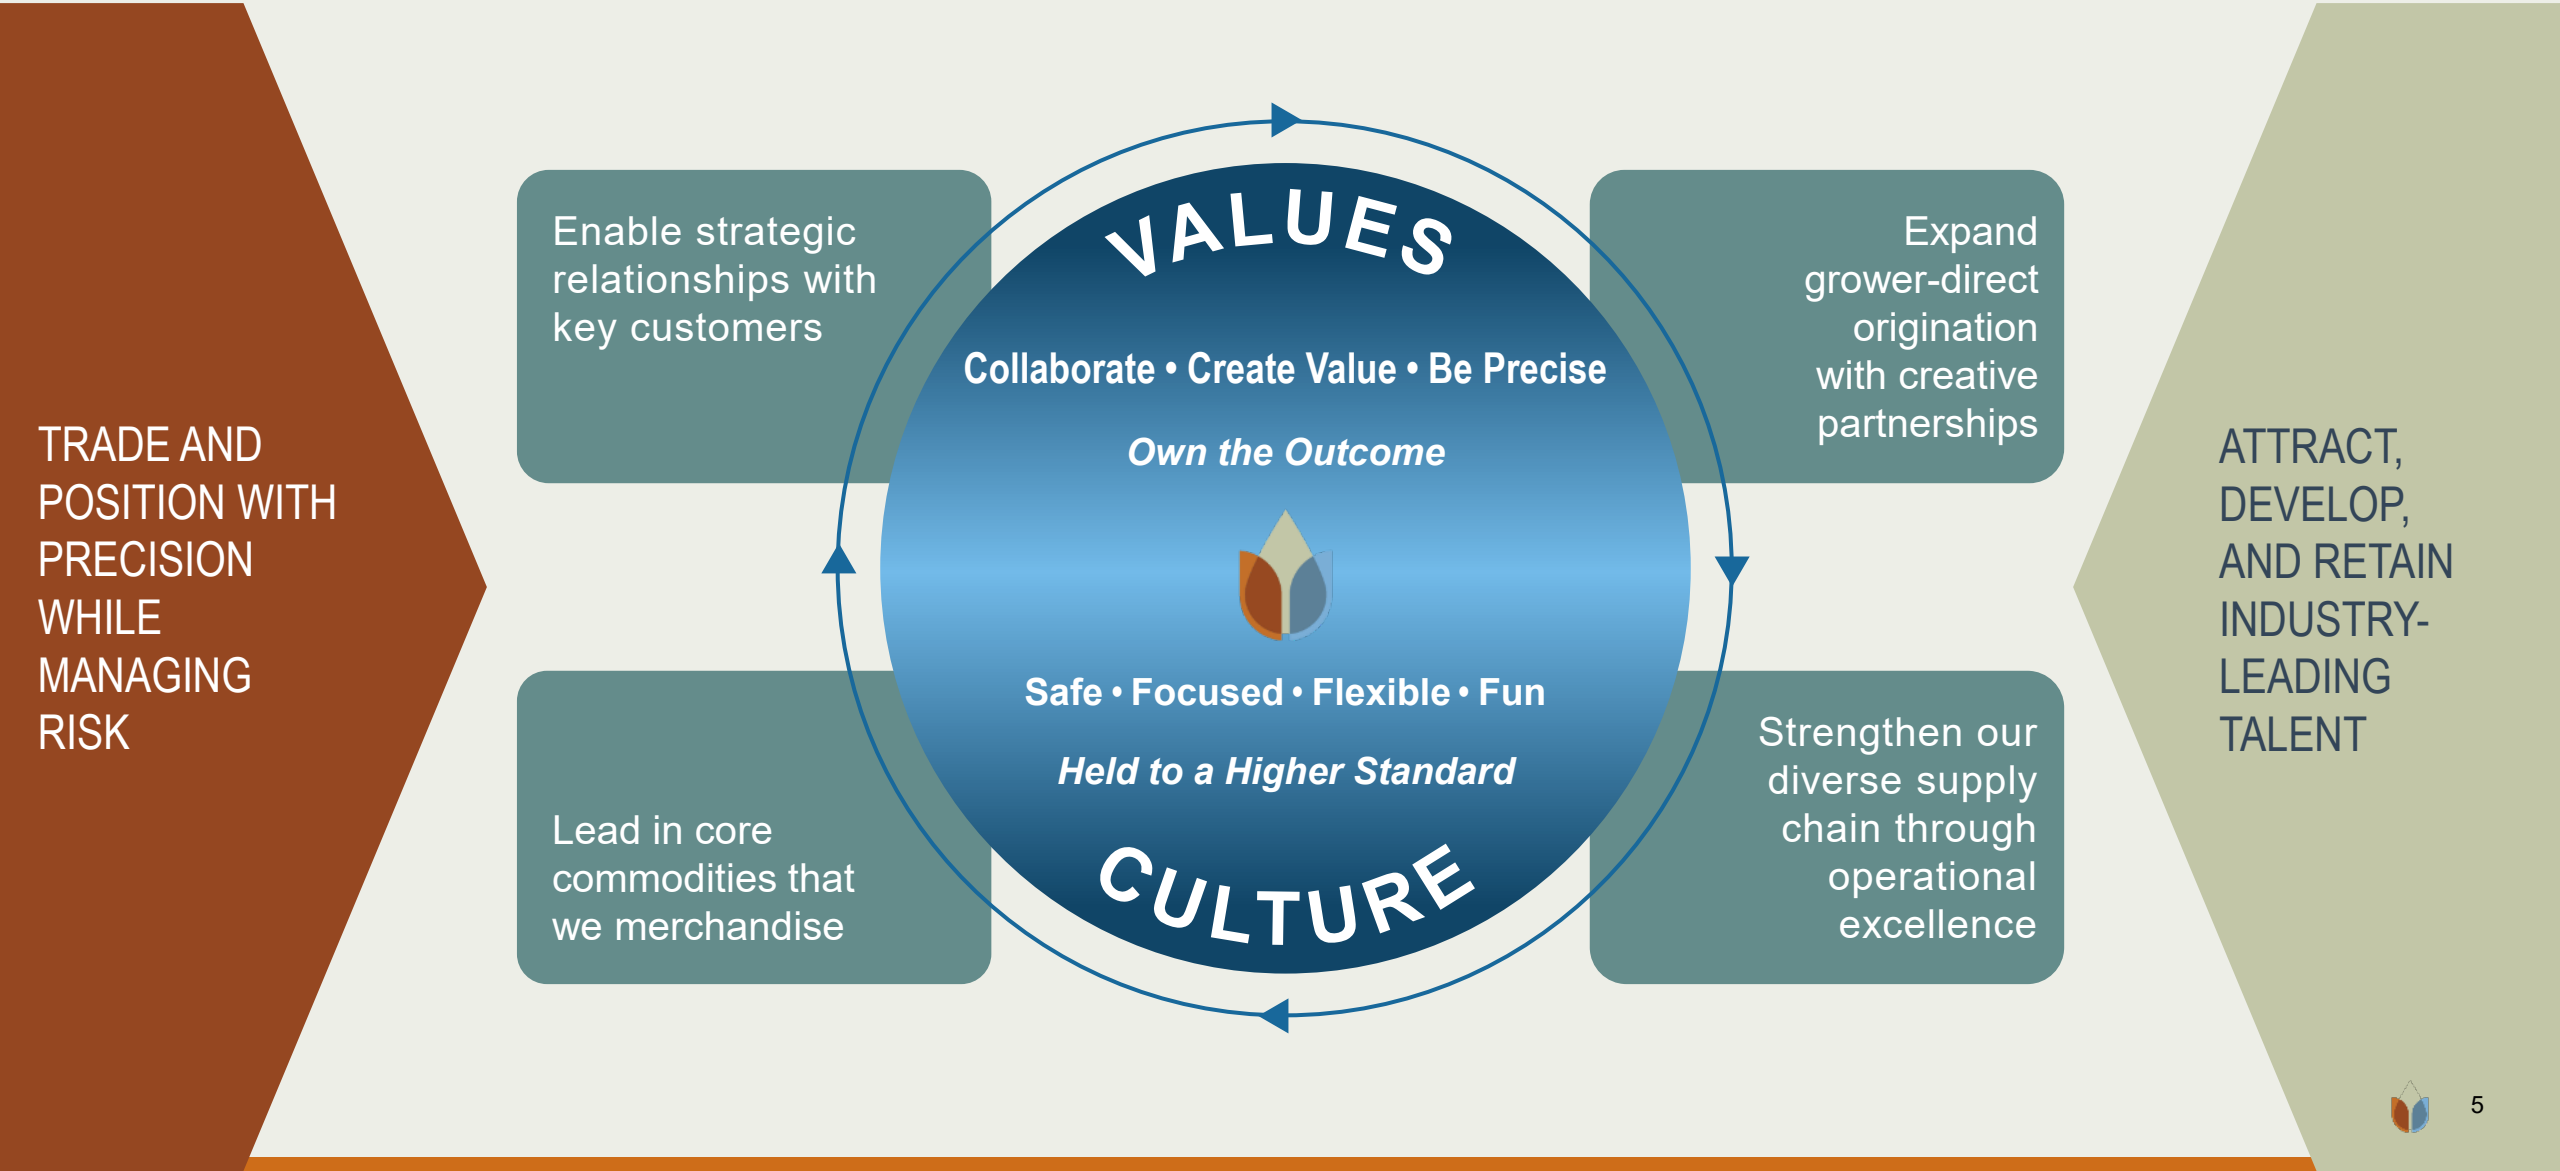 TRADE AND
POSITION WITH
PRECISION
WHILE
MANAGING
RISK
Enable strategic
relationships with
key customers
Lead in core
commodities that
we merchandise
VALUES
Collaborate • Create Value • Be Precise
Own the Outcome
Safe • Focused • Flexible • Fun
Held to a Higher Standard
CULTURE
Expand
grower-direct
origination
with creative
partnerships
Strengthen our
diverse supply
chain through
operational
excellence
ATTRACT,
DEVELOP,
AND RETAIN
INDUSTRY-
LEADING
TALENT
5